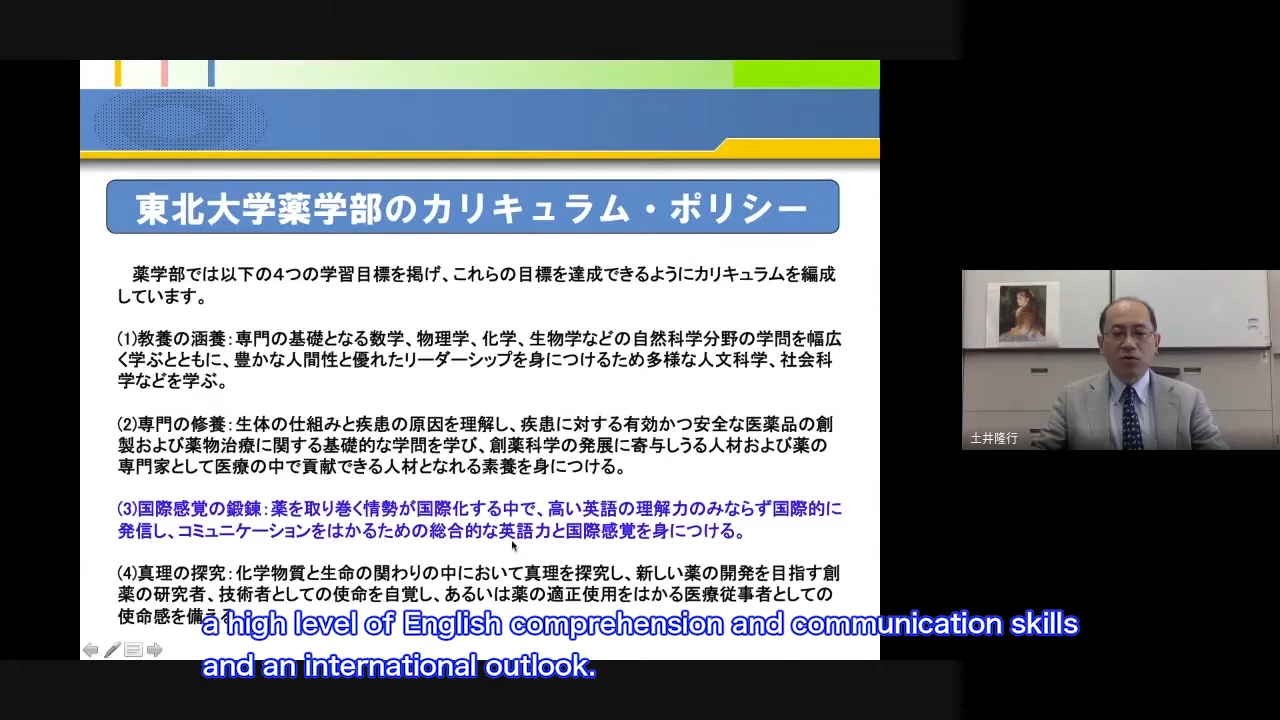 東北大学薬学部のカリキュラム・ポリシー
薬学部では以下の４つの学習目標を掲げ、これらの目標を達成できるようにカリキュラムを編成
しています。
(1)教養の涵養：専門の基礎となる数学、物理学、化学、生物学などの自然科学分野の学問を幅広
く学ぶとともに、豊かな人間性と優れたリーダーシップを身につけるため多様な人文科学、社会科
学などを学ぶ。
(2)専門の修養：生体の仕組みと疾患の原因を理解し、疾患に対する有効かつ安全な医薬品の創
製および薬物治療に関する基礎的な学問を学び、創薬科学の発展に寄与しうる人材および薬の
専門家として医療の中で貢献できる人材となれる素養を身につける。
(3)国際感覚の鍛錬：薬を取り巻く情勢が国際化する中で、高い英語の理解力のみならず国際的に
発信し、コミュニケーションをはかるための総合的な英語力と国際感覚を身につける。
(4)真理の探究：化学物質と生命の関わりの中において真理を探究し、新しい薬の開発を目指す創
薬の研究者、技術者としての使命を自覚し、あるいは薬の適正使用をはかる医療従事者としての
使命感を備える
a high level of English comprehension and communication skills
and an international outlook.
土井隆行